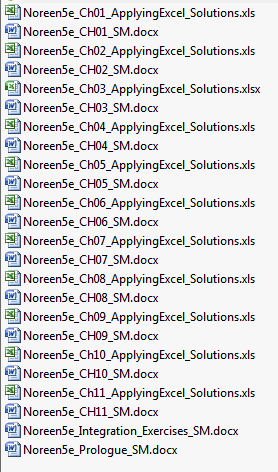 Noreen5e_Ch01_ApplyingExcel_Solutions.xls
Noreen5e_CH01_SM.docx
Noreen5e_Ch02_ApplyingExcel_Solutions.xls
Noreen5e_CH02_SM.docx
Noreen5e_Ch03_ApplyingExcel_Solutions.xlsx
Noreen5e_CH03_SM.docx
Noreen5e_Ch04_ApplyingExcel_Solutions.xls
Noreen5e_CH04_SM.docx
Noreen5e_Ch05_ApplyingExcel_Solutions.xls
Noreen5e_CH05_SM.docx
Noreen5e_Ch06_ApplyingExcel_Solutions.xls
Noreen5e_CH06_SM.docx
Noreen5e_Ch07_ApplyingExcel_Solutions.xls
Noreen5e_CH07_SM.docx
Noreen5e_Ch08_ApplyingExcel_Solutions.xls
Noreen5e_CH08_SM.docx
Noreen5e_Ch09_ApplyingExcel_Solutions.xls
Noreen5e_CH09_SM.docx
Noreen5e_Ch10_ApplyingExcel_Solutions.xls
Noreen5e_CH10_SM.docx
Noreen5e_Ch11_ApplyingExcel_Solutions.xls
Noreen5e_CH11_SM.docx
Noreen5e_Integration_Exercises_SM.docx
Noreen5e_Prologue_SM.docx